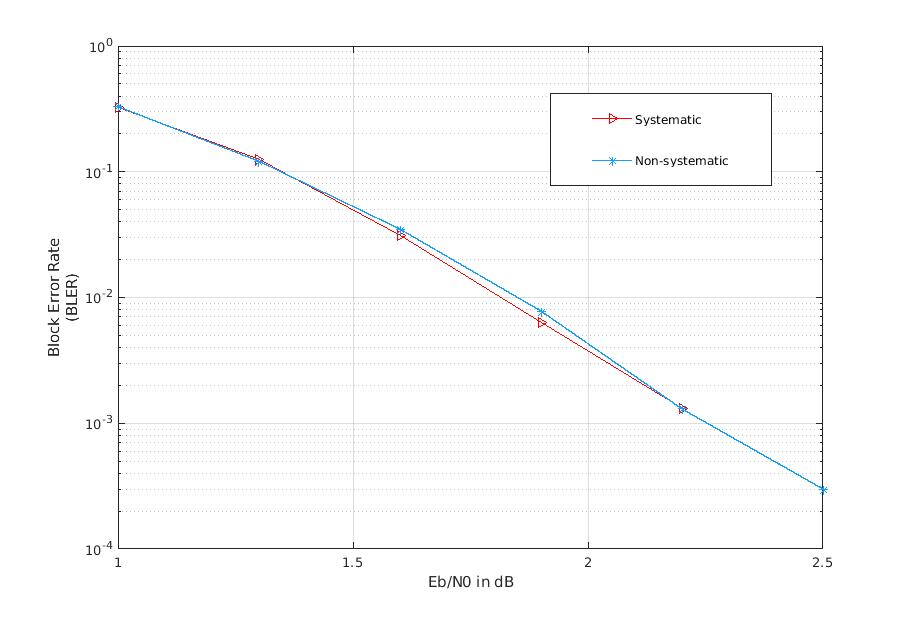 10^0
10^-1
10^-2
10^-3
10^-4
Block Error Rate
(BLER)
Systematic
Non-systematic
1
1.5
2
2.5
Eb/N0 in dB